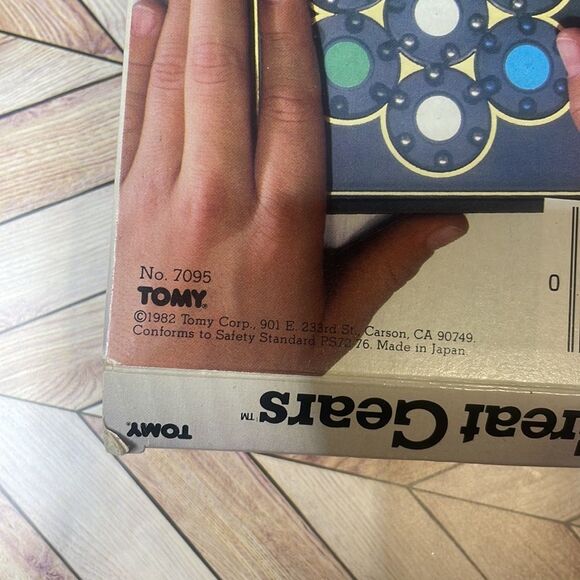 No. 7095
TOMY®
©1982 Tomy Corp., 901 E. 233rd St., Carson, CA 90749.
Conforms to Safety Standard PS72-76. Made in Japan
0
reat Gears™
TOMY®